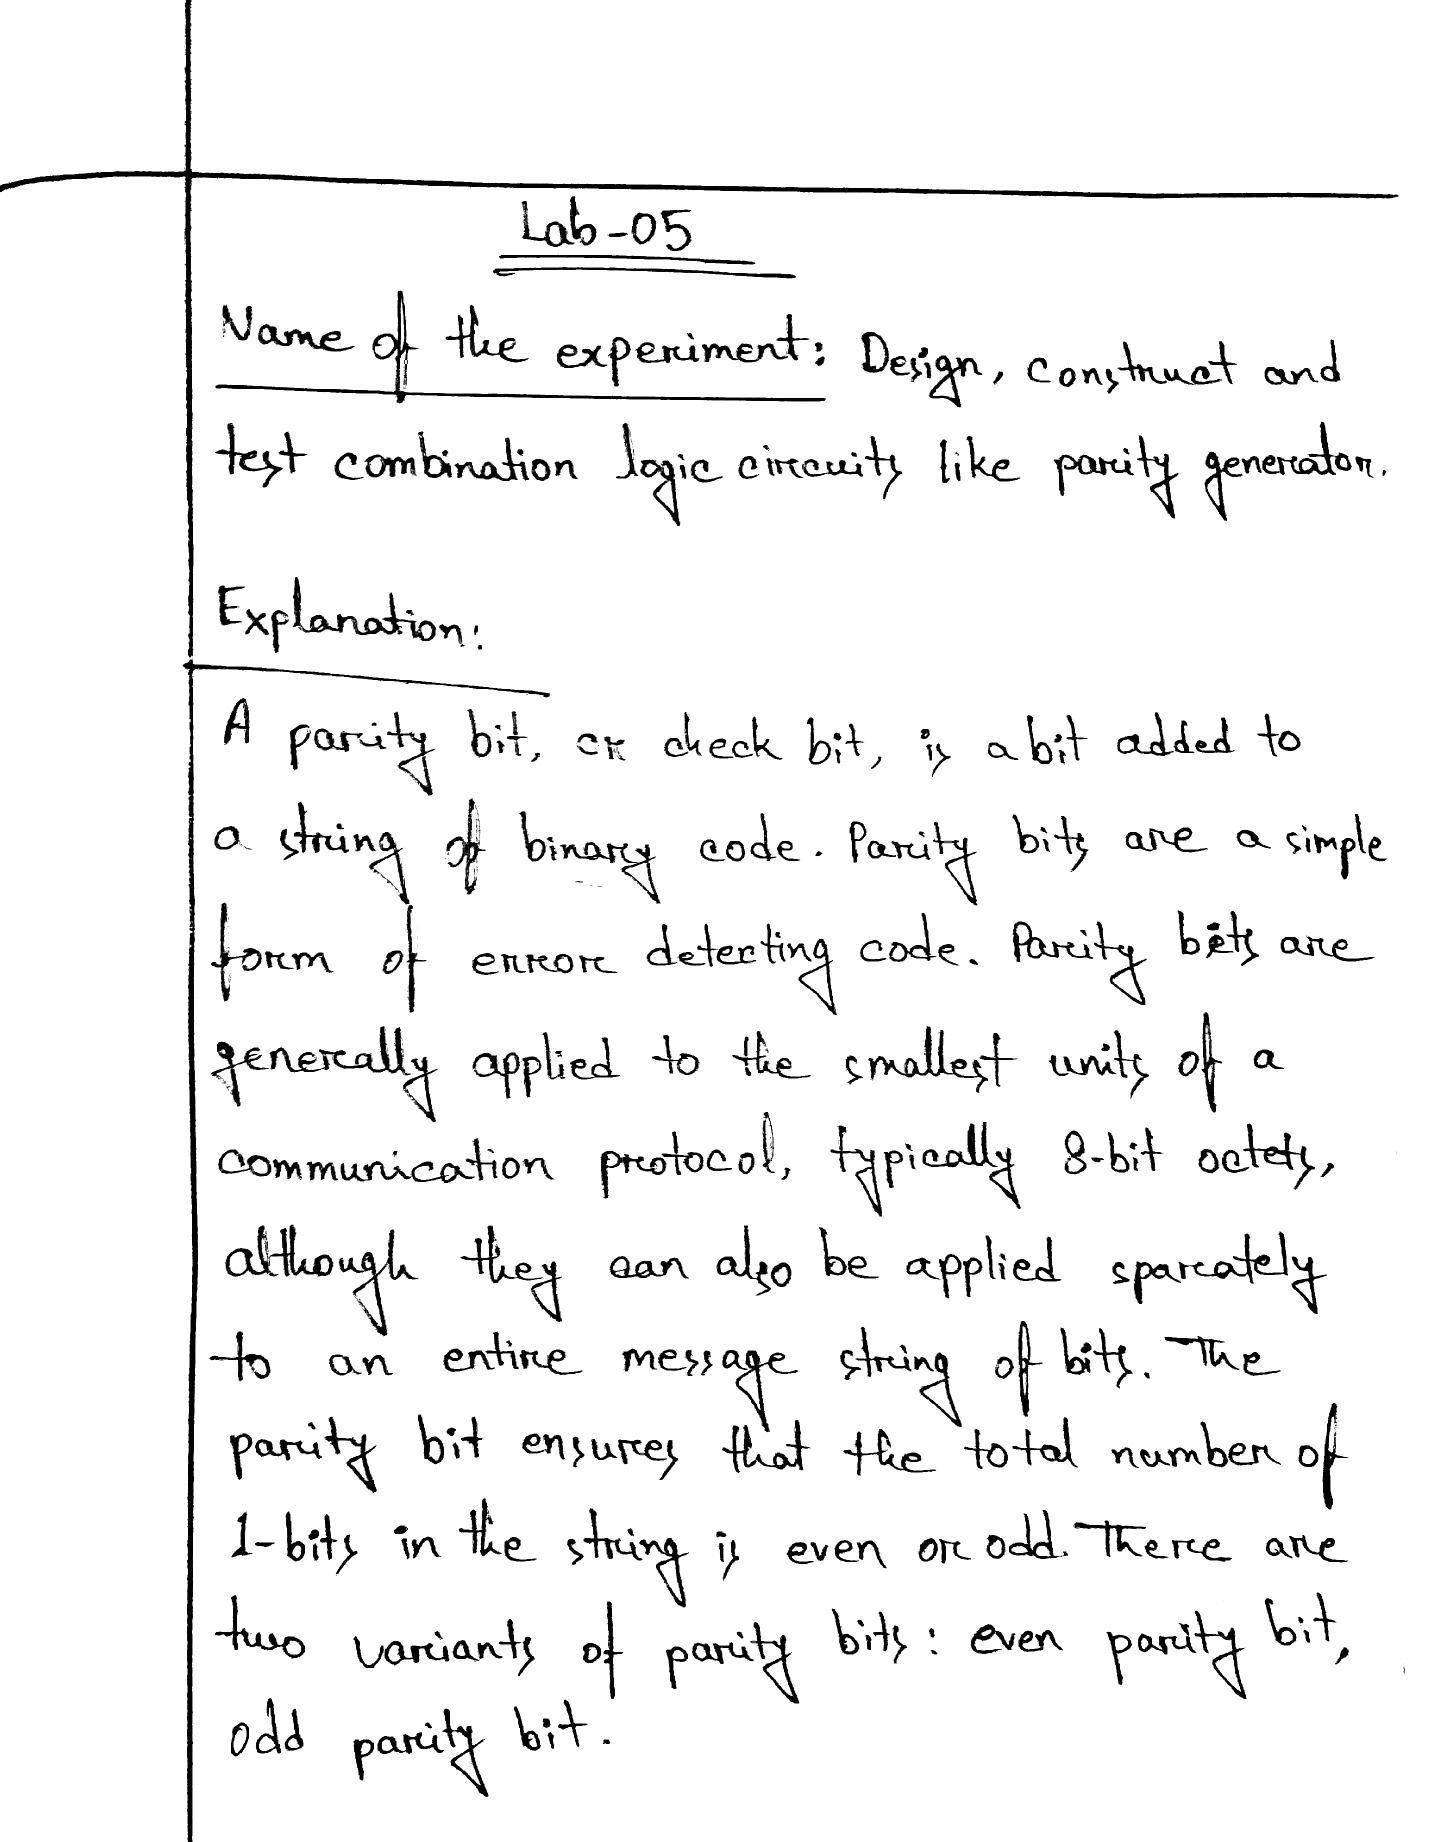 Lab-05
Name of the experiment: Design, construct and
test combination logic circuits like parity generator.
Explanation:
A parity bit, or check bit, is a bit added to
a string of binary code. Parity bits are a simple
form of error detecting code. Parity bits are
generally applied to the smallest units of a
communication protocol, typically 8-bit octets,
although they can also be applied sparately
to an entire message string of bits. The
parity bit ensures that the total number of
1-bits in the string is even or odd. There are
two variants of parity bits: even parity bit,
odd parity bit.